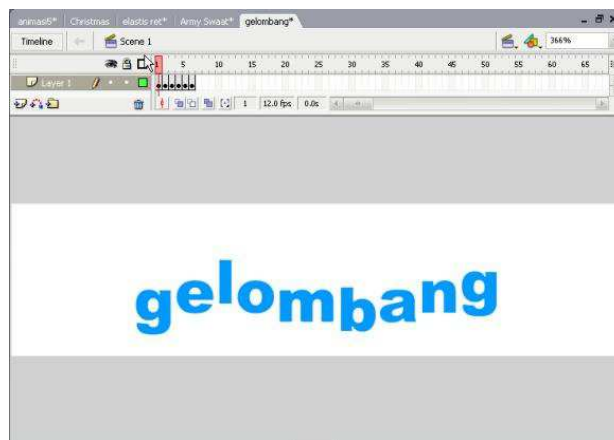 animasi5* Christmas elastis ret* Army Swaat* gelombang*
Timeline Scene 1 366%
1 5 10 15 20 25 30 35 40 45 50 55 60 65
Layer 1
1 12.0 fps 0.0s
gelombang